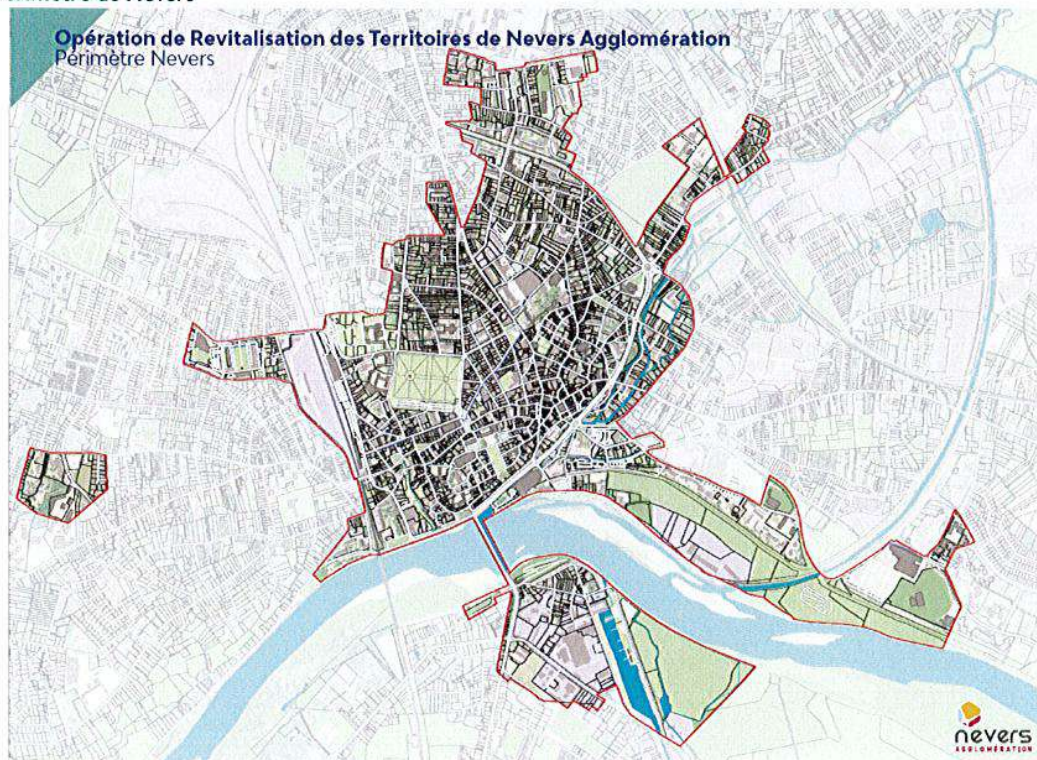 Opération de Revitalisation des Territoires de Nevers Agglomération
Périmètre Nevers
nevers
AGGLOMÉRATION